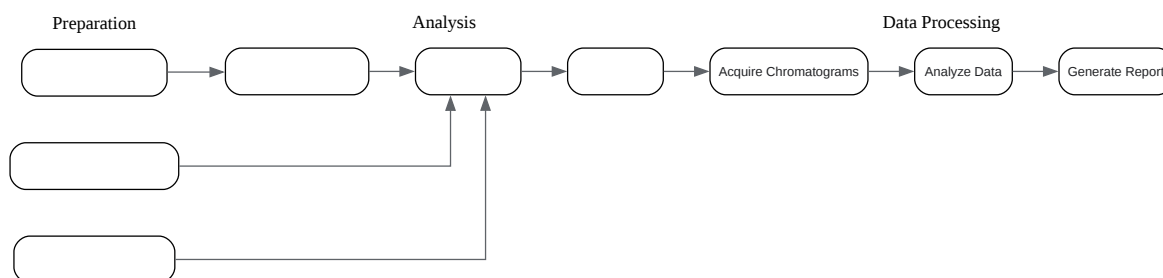 Preparation
Analysis
Data Processing
Acquire Chromatograms
Analyze Data
Generate Report